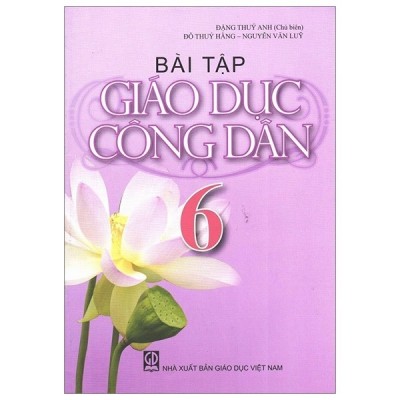 ĐẶNG THUÝ ANH (Chủ biên)
ĐỖ THUÝ HẰNG – NGUYỄN VĂN LUỸ
BÀI TẬP
GIÁO DỤC
CÔNG DÂN
6
GD
NHÀ XUẤT BẢN GIÁO DỤC VIỆT NAM